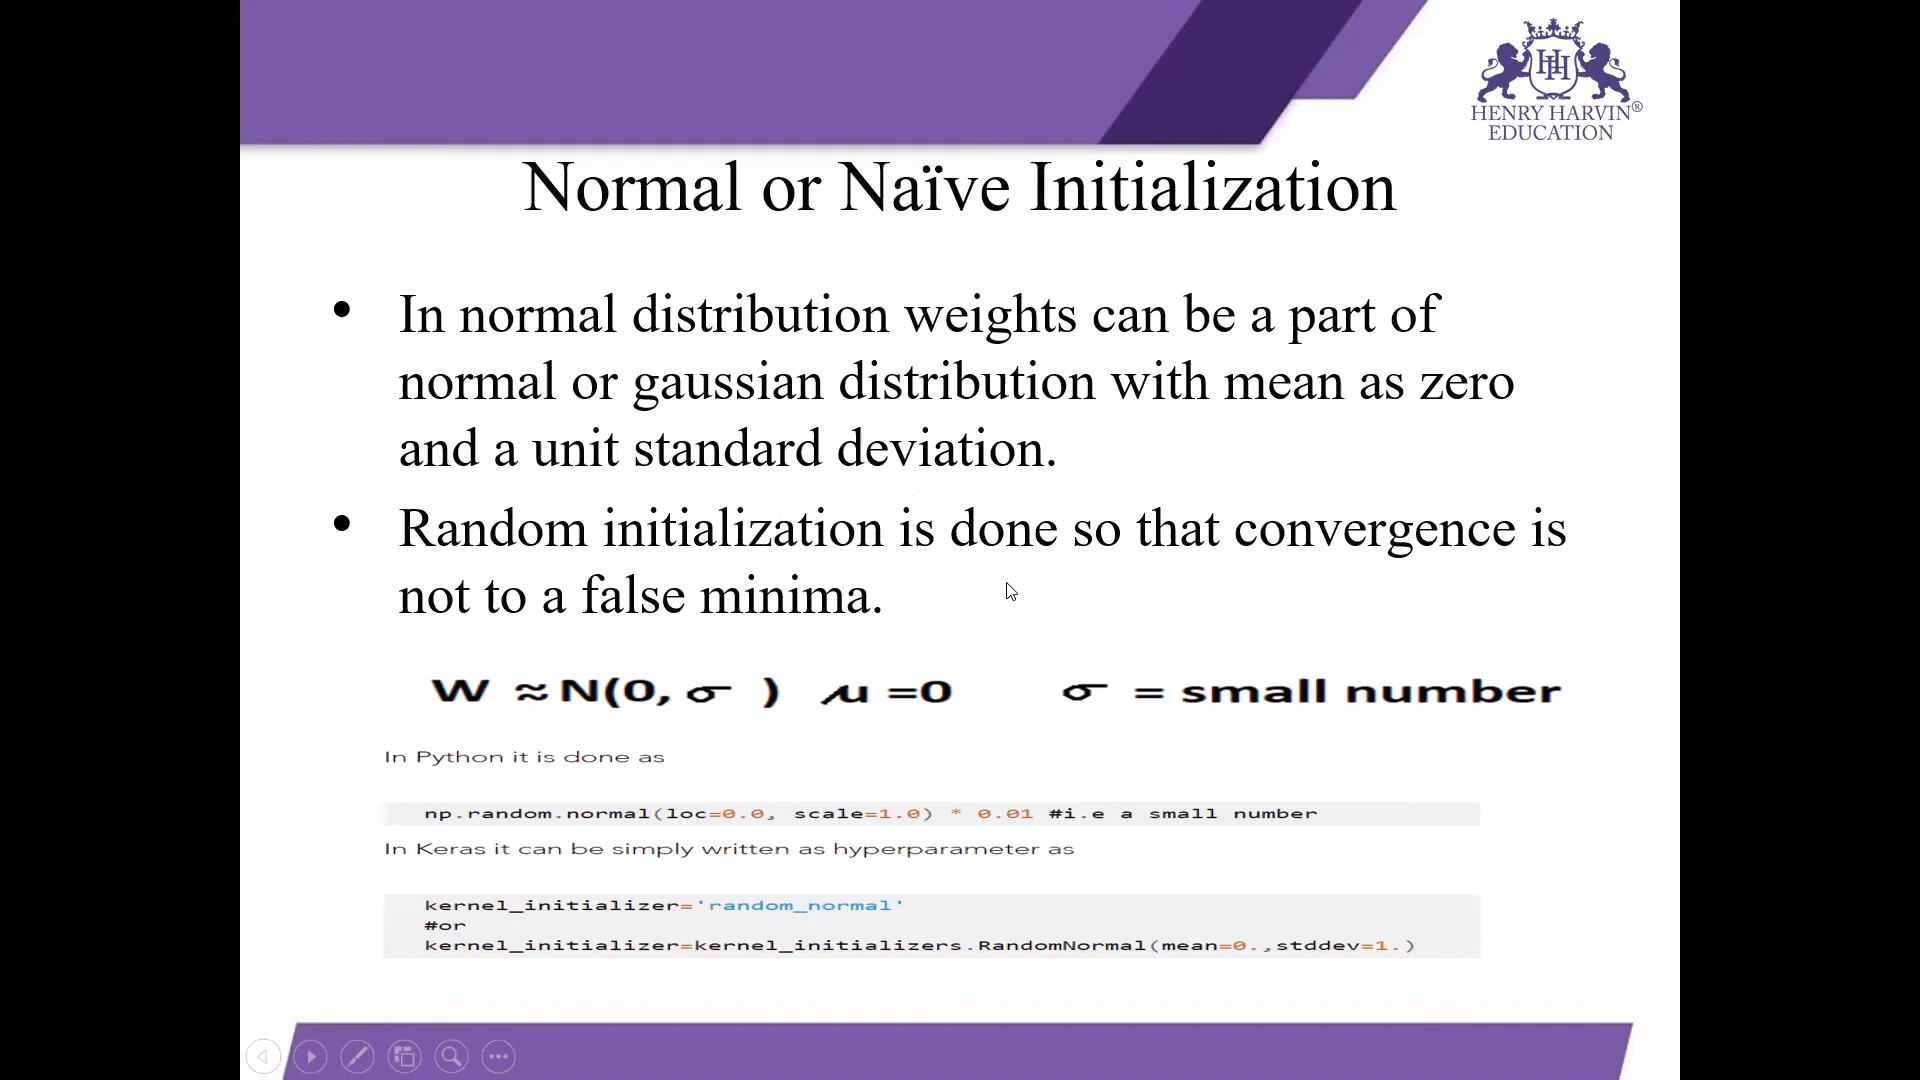 HENRY HARVIN®
EDUCATION
Normal or Naïve Initialization
• In normal distribution weights can be a part of
normal or gaussian distribution with mean as zero
and a unit standard deviation.
• Random initialization is done so that convergence is
not to a false minima.
W ≈ N(0, σ ) μ =0 σ = small number
In Python it is done as
np.random.normal(loc=0.0, scale=1.0) * 0.01 #i.e a small number
In Keras it can be simply written as hyperparameter as
kernel_initializer='random_normal'
#or
kernel_initializer=kernel_initializers.RandomNormal(mean=0.,stddev=1.)